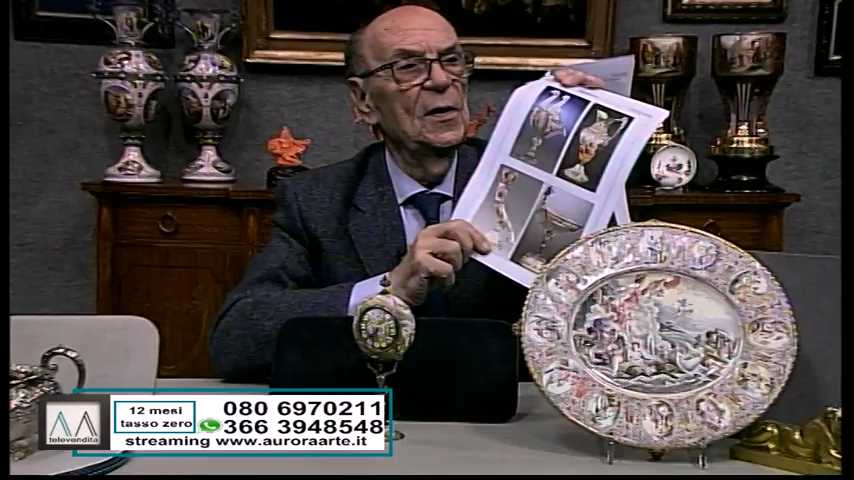 12 mesi
tasso zero
080 6970211
366 3948548
streaming www.auroraarte.it
televendita